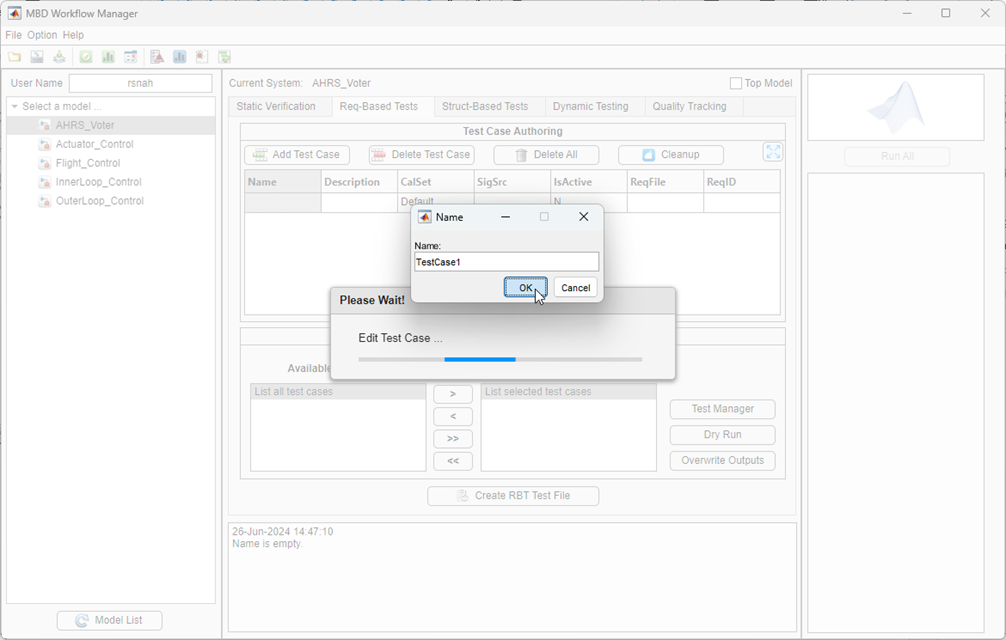 MBD Workflow Manager
File Option Help
User Name rsnah
Select a model ...
AHRS_Voter
Actuator_Control
Flight_Control
InnerLoop_Control
OuterLoop_Control
Model List
Current System: AHRS_Voter
Top Model
Static Verification Req-Based Tests Struct-Based Tests Dynamic Testing Quality Tracking
Test Case Authoring
Add Test Case Delete Test Case Delete All Cleanup
Name Description CalSet SigSrc IsActive ReqFile ReqID
Default N
Name
Name:
TestCase1
OK Cancel
Please Wait!
Edit Test Case ...
Available
List all test cases
>
<
>>
<<
List selected test cases
Test Manager
Dry Run
Overwrite Outputs
Create RBT Test File
26-Jun-2024 14:47:10
Name is empty.
Run All